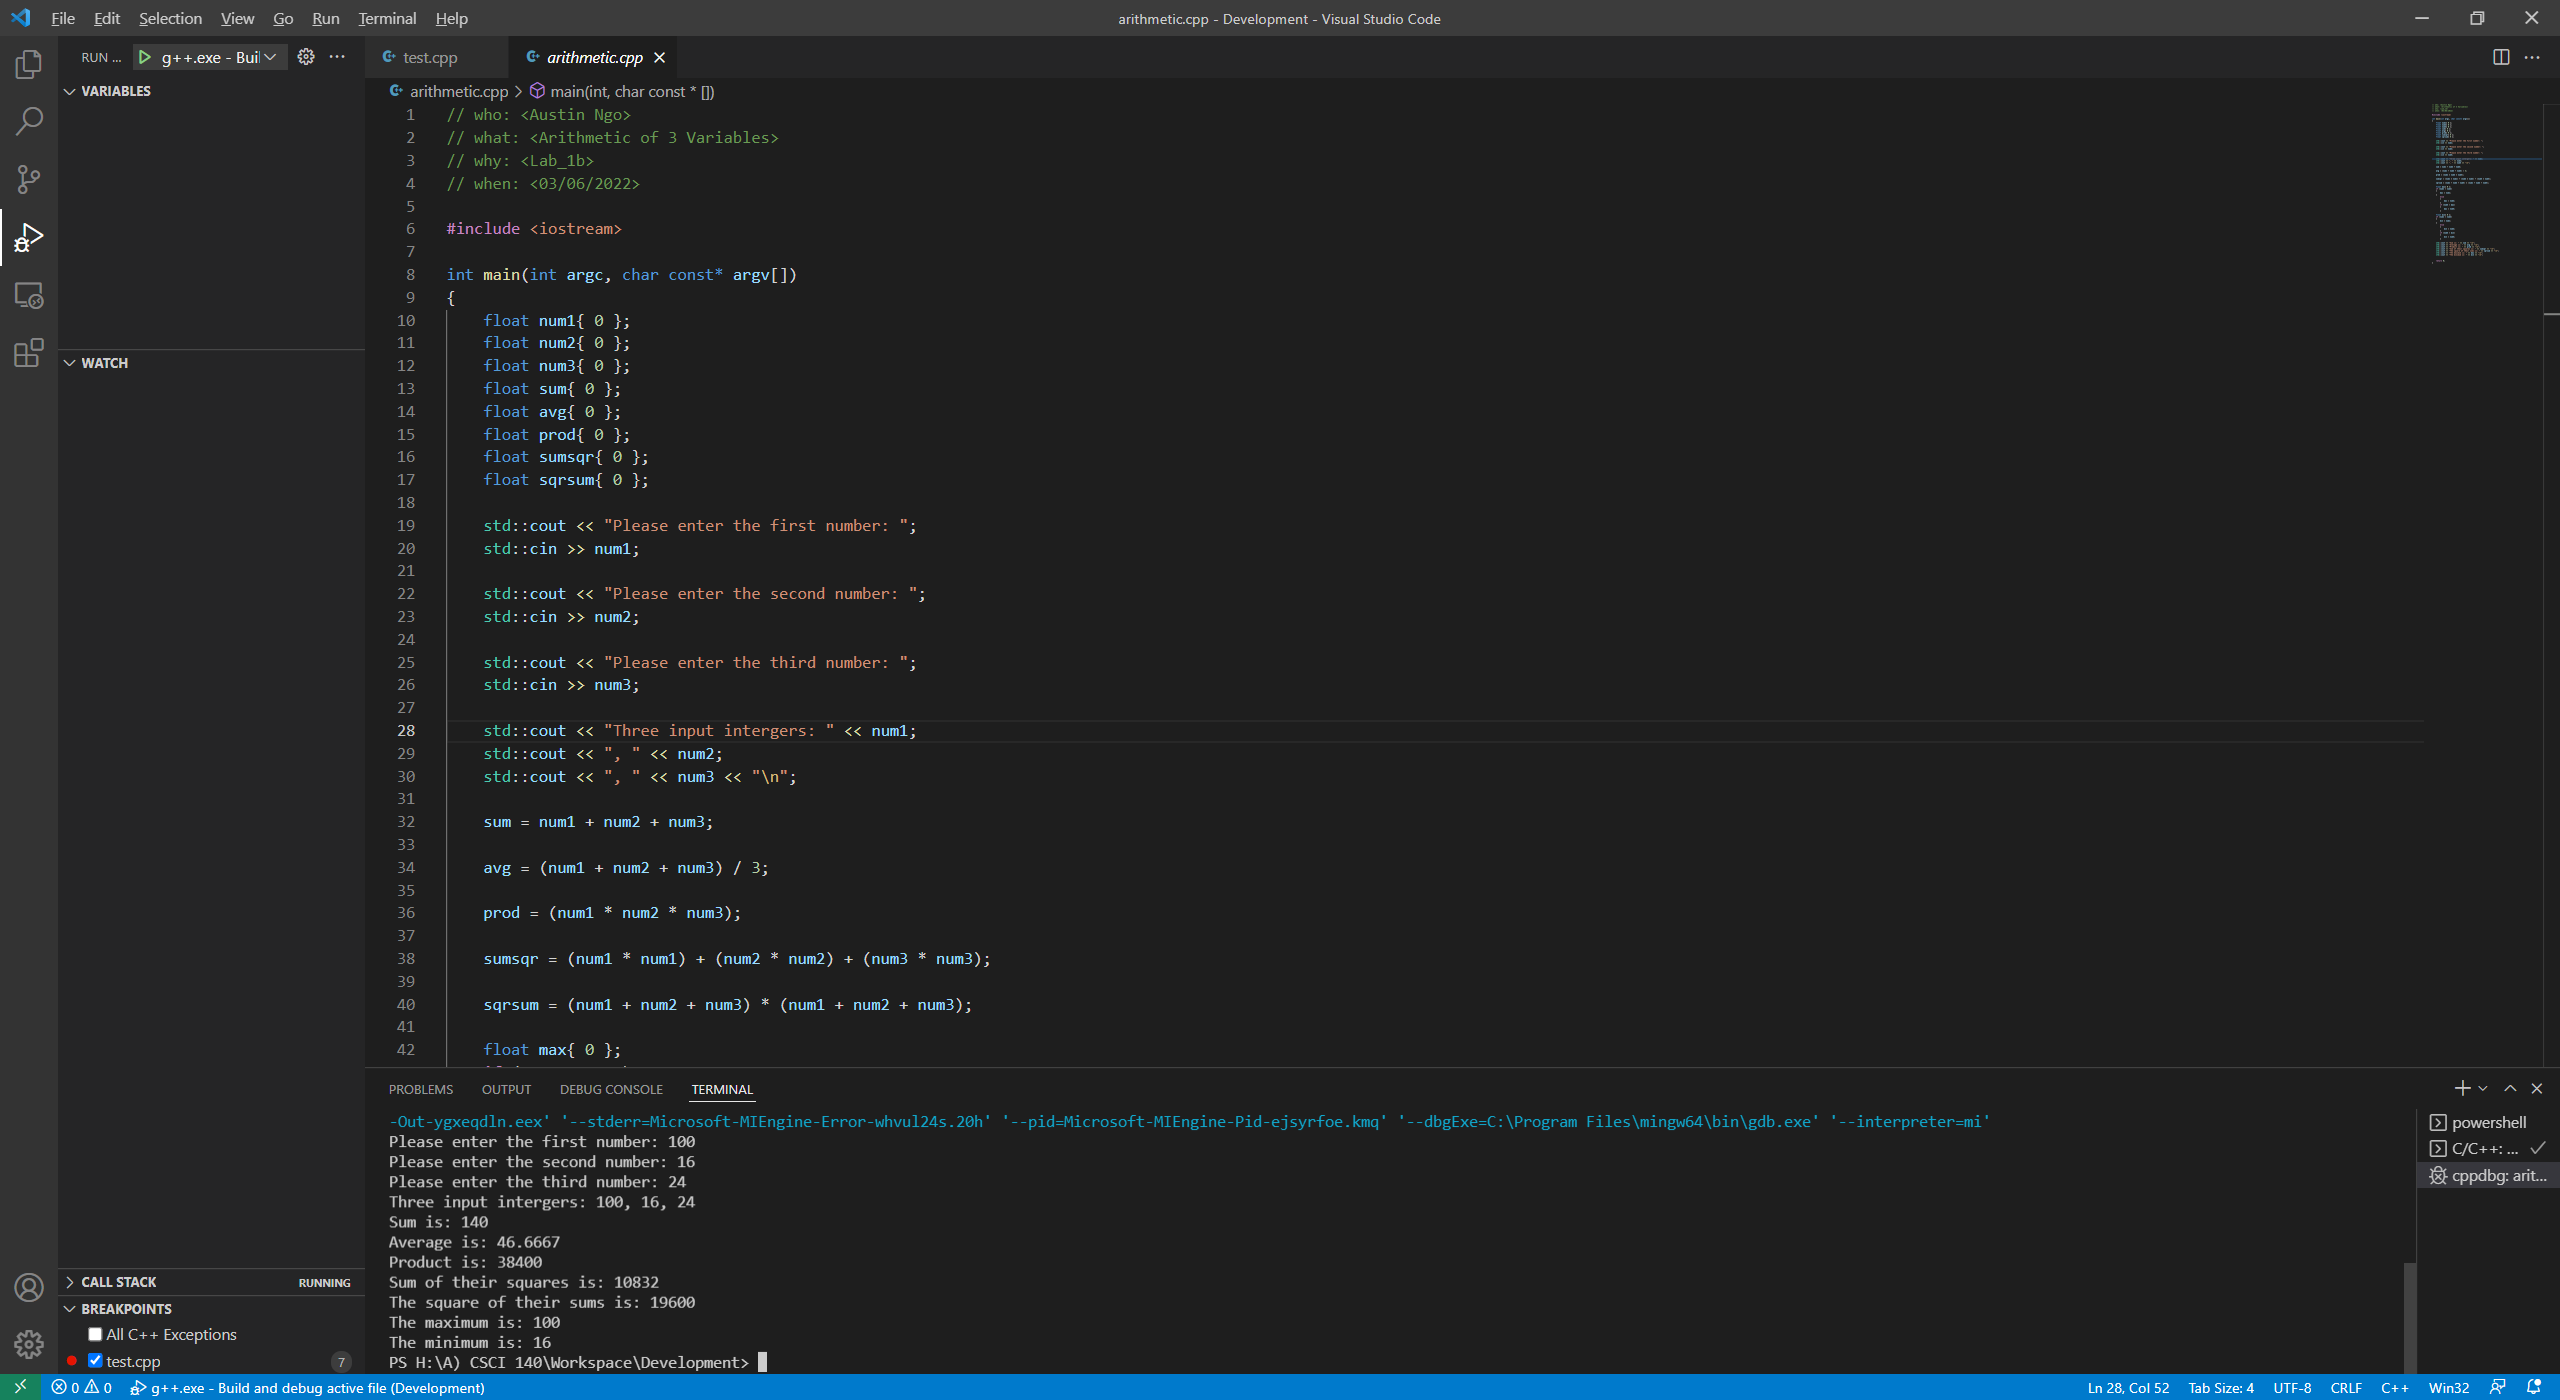 File Edit Selection View Go Run Terminal Help
arithmetic.cpp - Development - Visual Studio Code
RUN ... g++.exe - Buil
VARIABLES
WATCH
CALL STACK RUNNING
BREAKPOINTS
All C++ Exceptions
test.cpp 7
test.cpp arithmetic.cpp
arithmetic.cpp > main(int, char const * [])
1 // who: <Austin Ngo>
2 // what: <Arithmetic of 3 Variables>
3 // why: <Lab_1b>
4 // when: <03/06/2022>
5
6 #include <iostream>
7
8 int main(int argc, char const* argv[])
9 {
10 float num1{ 0 };
11 float num2{ 0 };
12 float num3{ 0 };
13 float sum{ 0 };
14 float avg{ 0 };
15 float prod{ 0 };
16 float sumsqr{ 0 };
17 float sqrsum{ 0 };
18
19 std::cout << "Please enter the first number: ";
20 std::cin >> num1;
21
22 std::cout << "Please enter the second number: ";
23 std::cin >> num2;
24
25 std::cout << "Please enter the third number: ";
26 std::cin >> num3;
27
28 std::cout << "Three input intergers: " << num1;
29 std::cout << ", " << num2;
30 std::cout << ", " << num3 << "\n";
31
32 sum = num1 + num2 + num3;
33
34 avg = (num1 + num2 + num3) / 3;
35
36 prod = (num1 * num2 * num3);
37
38 sumsqr = (num1 * num1) + (num2 * num2) + (num3 * num3);
39
40 sqrsum = (num1 + num2 + num3) * (num1 + num2 + num3);
41
42 float max{ 0 };
PROBLEMS OUTPUT DEBUG CONSOLE TERMINAL
-Out-ygxeqdln.eex' '--stderr=Microsoft-MIEngine-Error-whvul24s.20h' '--pid=Microsoft-MIEngine-Pid-ejsyrfoe.kmq' '--dbgExe=C:\Program Files\mingw64\bin\gdb.exe' '--interpreter=mi'
Please enter the first number: 100
Please enter the second number: 16
Please enter the third number: 24
Three input intergers: 100, 16, 24
Sum is: 140
Average is: 46.6667
Product is: 38400
Sum of their squares is: 10832
The square of their sums is: 19600
The maximum is: 100
The minimum is: 16
PS H:\A) CSCI 140\Workspace\Development>
powershell
C/C++: ...
cppdbg: arit...
0 0 g++.exe - Build and debug active file (Development)
Ln 28, Col 52 Tab Size: 4 UTF-8 CRLF C++ Win32